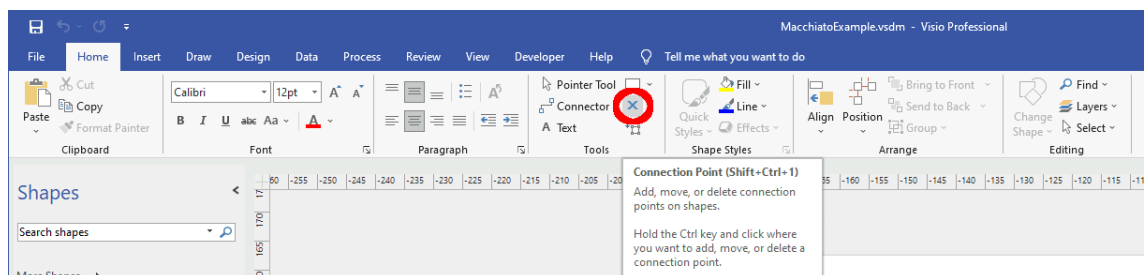 MacchiatoExample.vsdm - Visio Professional
File Home Insert Draw Design Data Process Review View Developer Help Tell me what you want to do
Paste
Cut
Copy
Format Painter
Clipboard
Calibri 12pt
B I U abc Aa A
Font
Paragraph
Pointer Tool
Connector
A Text
Tools
Quick
Styles
Fill
Line
Effects
Shape Styles
Align
Position
Bring to Front
Send to Back
Group
Arrange
Change
Shape
Find
Layers
Select
Editing
Shapes
Search shapes
-255 -250 -245 -240 -235 -230 -225 -220 -215 -210 -205 -160 -155 -150 -145 -140 -135 -130 -125 -120 -115
170
165
Connection Point (Shift+Ctrl+1)
Add, move, or delete connection
points on shapes.
Hold the Ctrl key and click where
you want to add, move, or delete a
connection point.